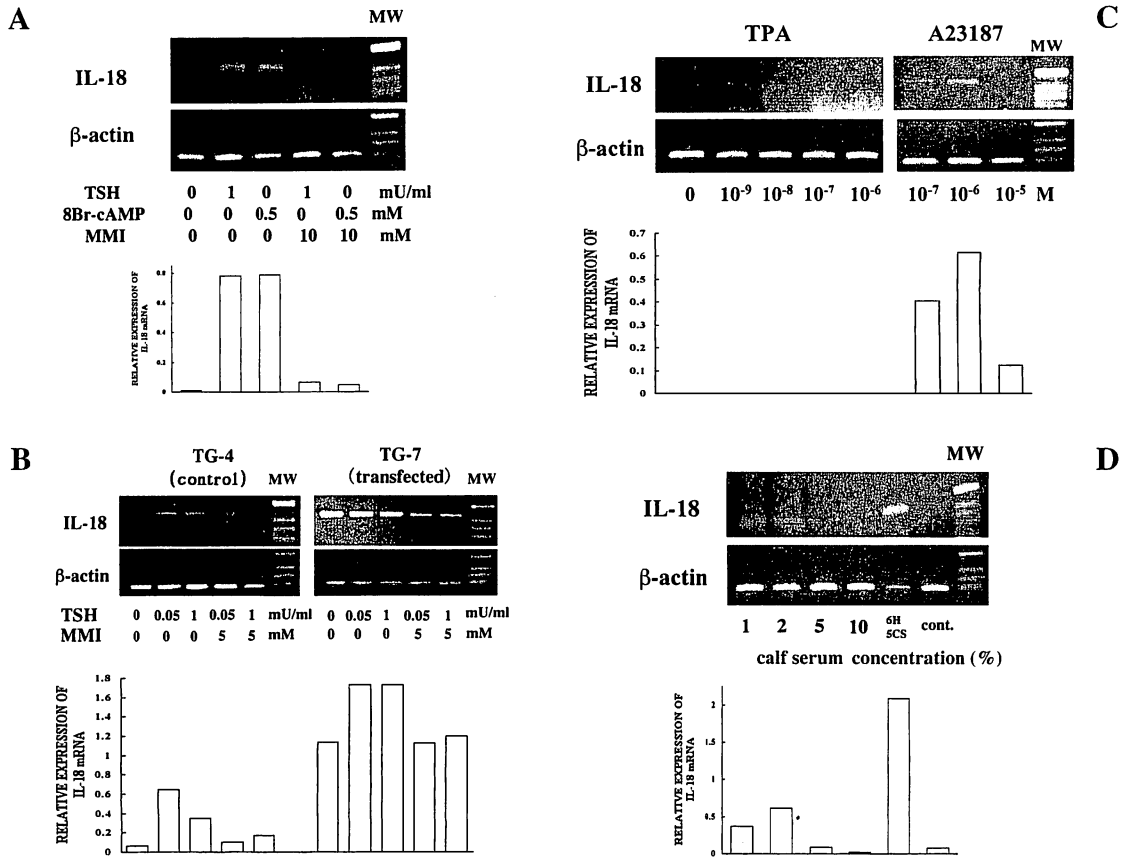 A
MW
IL-18
β-actin
TSH 0 1 0 1 0 mU/ml
8Br-cAMP 0 0 0.5 0 0.5 mM
MMI 0 0 0 10 10 mM
RELATIVE EXPRESSION OF
IL-18 mRNA
0.8
0.6
0.4
0.2
0
B
TG-4
(control)
MW
TG-7
(transfected)
MW
IL-18
β-actin
TSH 0 0.05 1 0.05 1 mU/ml 0 0.05 1 0.05 1 mU/ml
MMI 0 0 0 5 5 mM 0 0 0 5 5 mM
RELATIVE EXPRESSION OF
IL-18 mRNA
1.8
1.6
1.4
1.2
1
0.8
0.6
0.4
0.2
0
C
TPA
A23187
MW
IL-18
β-actin
0 10⁻⁹ 10⁻⁸ 10⁻⁷ 10⁻⁶ 10⁻⁷ 10⁻⁶ 10⁻⁵ M
RELATIVE EXPRESSION OF
IL-18 mRNA
0.7
0.6
0.5
0.4
0.3
0.2
0.1
0
D
MW
IL-18
β-actin
1 2 5 10 6H 5CS cont.
calf serum concentration (%)
RELATIVE EXPRESSION OF
IL-18 mRNA
2
1.5
1
0.5
0